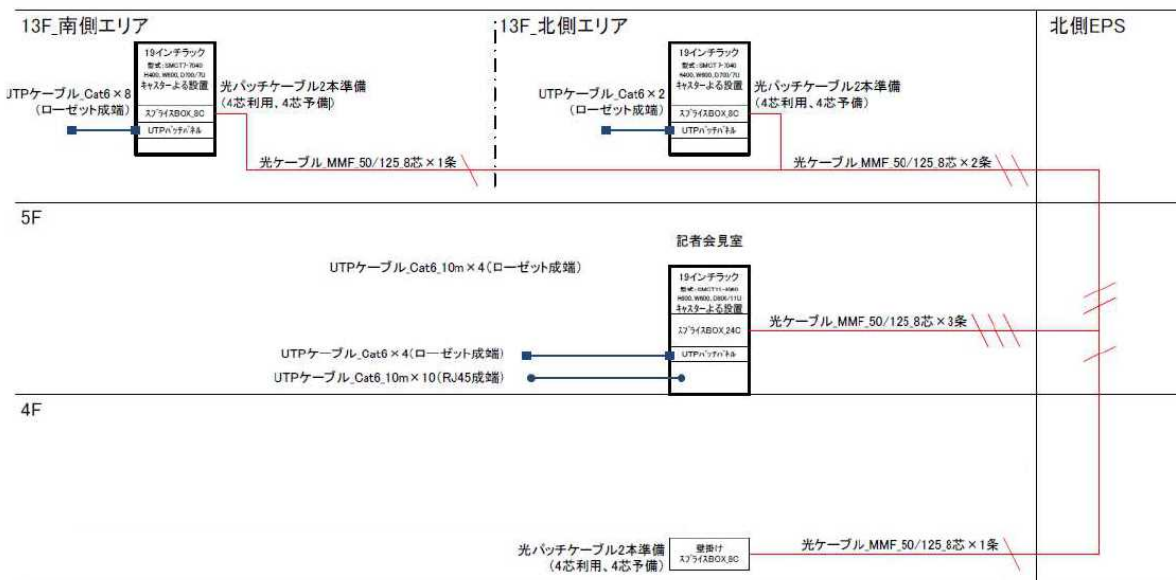 13F_南側エリア
13F_北側エリア
北側EPS
19インチラック
型式:SMCT7-7040
H400、W600、D700/7U
キャスターよる設置
スプライスBOX_8C
UTPパッチパネル
UTPケーブル_Cat6×8
(ローゼット成端)
光パッチケーブル2本準備
(4芯利用、4芯予備)
光ケーブル_MMF_50/125_8芯×1条
19インチラック
型式:SMCT7-7040
H400、W600、D700/7U
キャスターよる設置
スプライスBOX_8C
UTPパッチパネル
UTPケーブル_Cat6×2
(ローゼット成端)
光パッチケーブル2本準備
(4芯利用、4芯予備)
光ケーブル_MMF_50/125_8芯×2条
5F
記者会見室
UTPケーブル_Cat6_10m×4(ローゼット成端)
19インチラック
キャスターよる設置
スプライスBOX_24C
UTPパッチパネル
光ケーブル_MMF_50/125_8芯×3条
UTPケーブル_Cat6×4(ローゼット成端)
UTPケーブル_Cat6_10m×10(RJ45成端)
4F
光パッチケーブル2本準備
(4芯利用、4芯予備)
壁掛け
スプライスBOX_8C
光ケーブル_MMF_50/125_8芯×1条